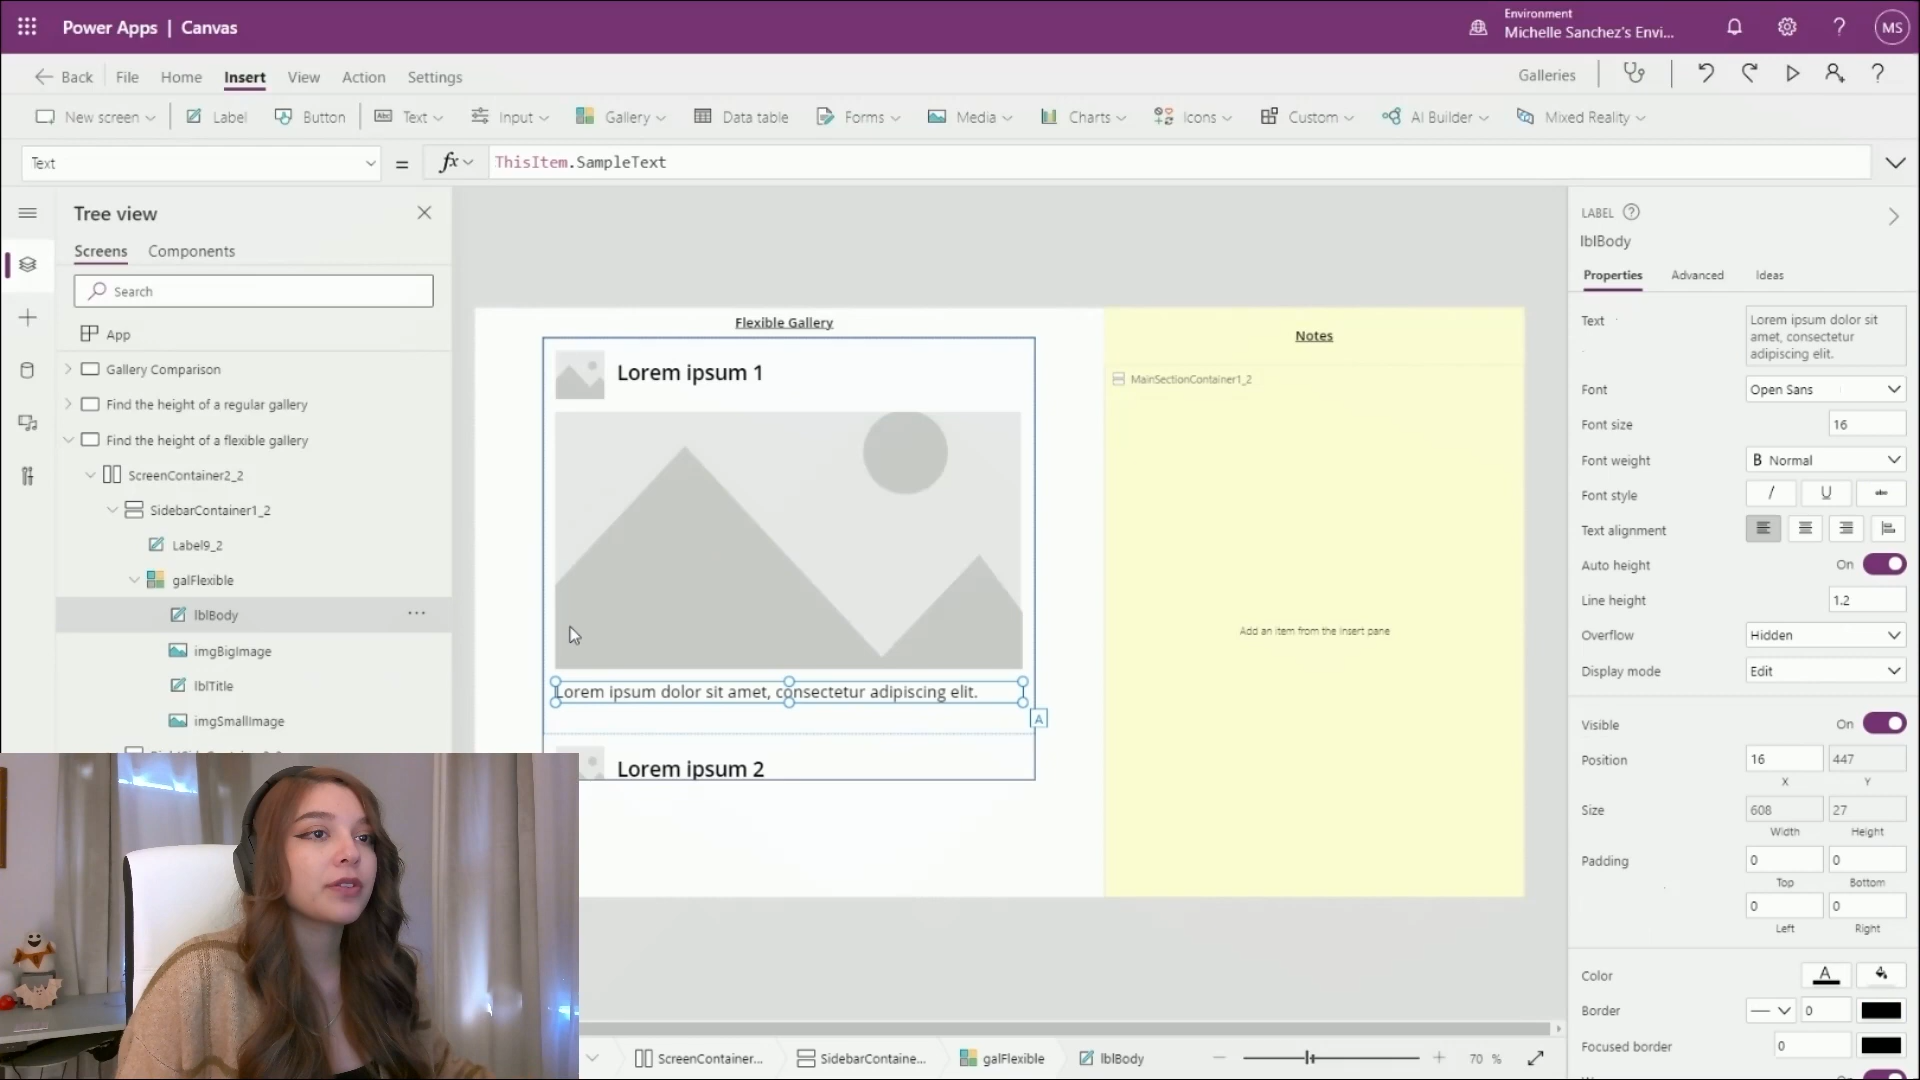 Power Apps | Canvas
Environment
Michelle Sanchez's Envi...
MS
Back File Home Insert View Action Settings
Galleries
New screen Label Button Text Input Gallery Data table Forms Media Charts Icons Custom AI Builder Mixed Reality
Text = fx ThisItem.SampleText
Tree view
Screens Components
Search
App
Gallery Comparison
Find the height of a regular gallery
Find the height of a flexible gallery
ScreenContainer2_2
SidebarContainer1_2
Label9_2
galFlexible
lblBody
imgBigImage
lblTitle
imgSmallImage
Flexible Gallery
Lorem ipsum 1
Lorem ipsum dolor sit amet, consectetur adipiscing elit.
A
Lorem ipsum 2
Notes
MainSectionContainer1_2
Add an item from the Insert pane
LABEL
lblBody
Properties Advanced Ideas
Text Lorem ipsum dolor sit
amet, consectetur
adipiscing elit.
Font Open Sans
Font size 16
Font weight B Normal
Font style / U abc
Text alignment
Auto height On
Line height 1.2
Overflow Hidden
Display mode Edit
Visible On
Position 16 447
X Y
Size 608 27
Width Height
Padding 0 0
Top Bottom
0 0
Left Right
Color A
Border 0
Focused border 0
ScreenContainer... SidebarContaine... galFlexible lblBody
70 %